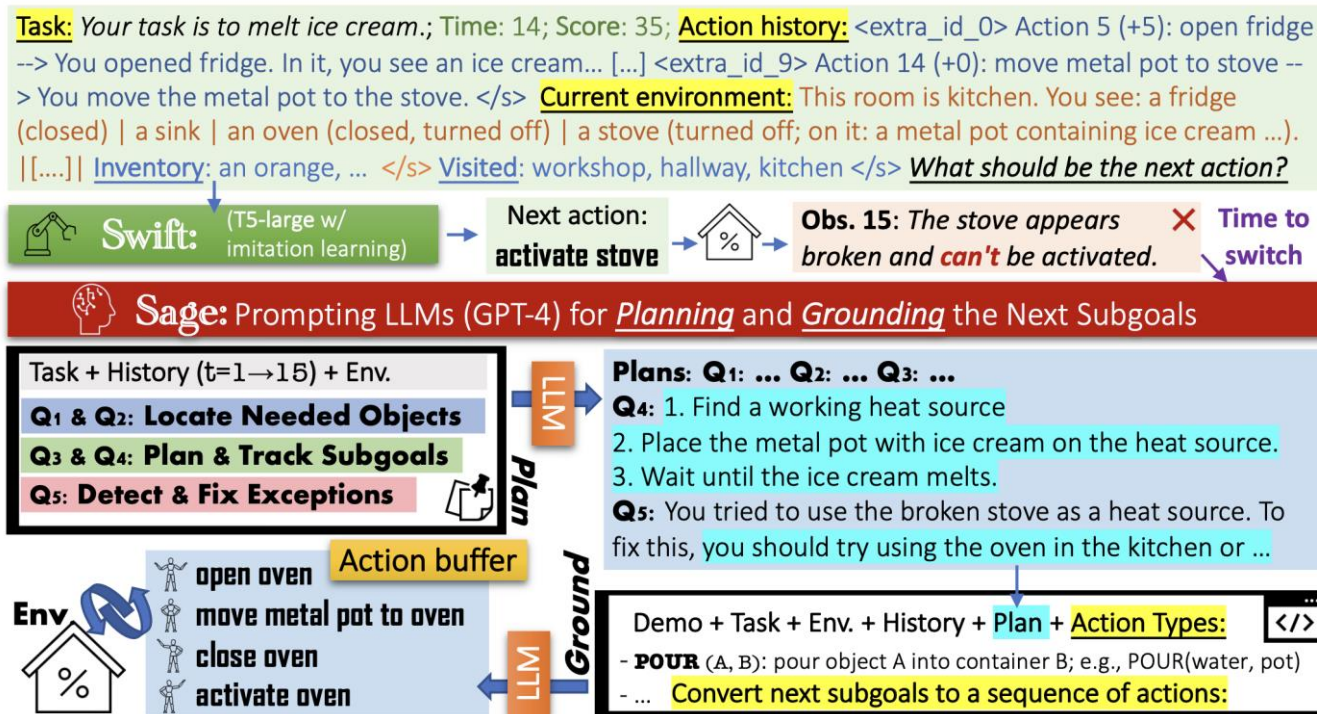 Task: Your task is to melt ice cream.; Time: 14; Score: 35; Action history: <extra_id_0> Action 5 (+5): open fridge
--> You opened fridge. In it, you see an ice cream... [...] <extra_id_9> Action 14 (+0): move metal pot to stove --
> You move the metal pot to the stove. </s> Current environment: This room is kitchen. You see: a fridge
(closed) | a sink | an oven (closed, turned off) | a stove (turned off; on it: a metal pot containing ice cream ...).
|[....]| Inventory: an orange, ... </s> Visited: workshop, hallway, kitchen </s> What should be the next action?
Swift:
(T5-large w/
imitation learning)
Next action:
activate stove
%
Obs. 15: The stove appears
broken and can't be activated.
Time to
switch
Sage: Prompting LLMs (GPT-4) for Planning and Grounding the Next Subgoals
Task + History (t=1→15) + Env.
Q1 & Q2: Locate Needed Objects
Q3 & Q4: Plan & Track Subgoals
Q5: Detect & Fix Exceptions
Plan
LLM
Plans: Q1: ... Q2: ... Q3: ...
Q4: 1. Find a working heat source
2. Place the metal pot with ice cream on the heat source.
3. Wait until the ice cream melts.
Q5: You tried to use the broken stove as a heat source. To
fix this, you should try using the oven in the kitchen or ...
Demo + Task + Env. + History + Plan + Action Types:
</>
- POUR (A, B): pour object A into container B; e.g., POUR(water, pot)
- ... Convert next subgoals to a sequence of actions:
Ground
LLM
Action buffer
open oven
move metal pot to oven
close oven
activate oven
Env
%